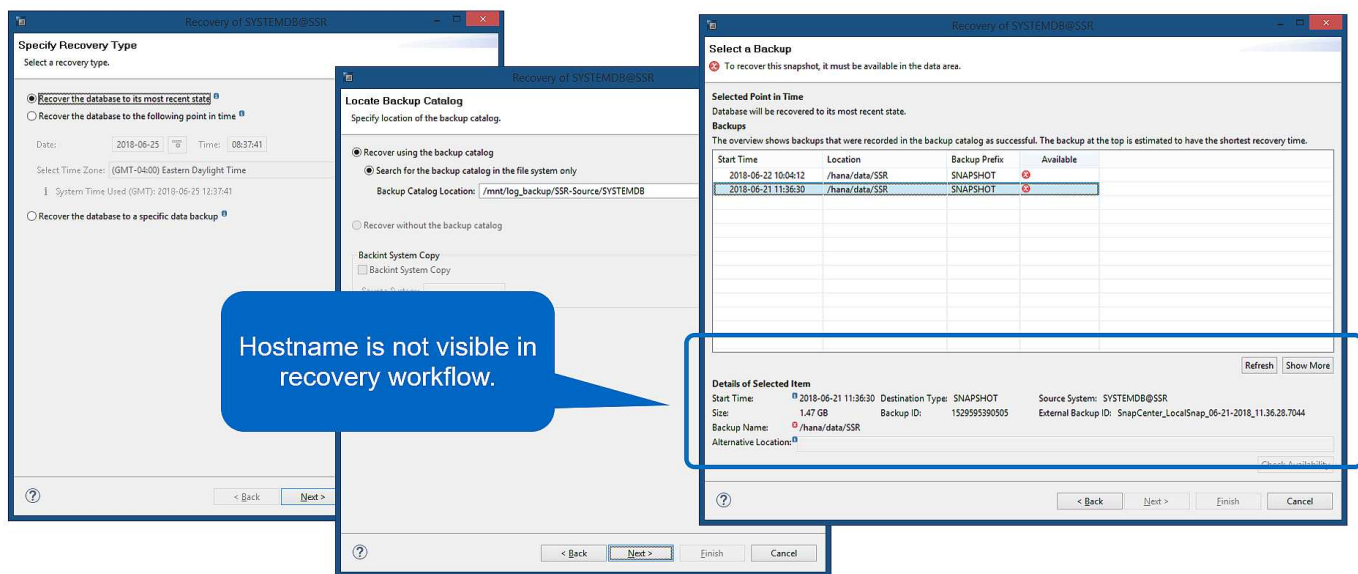 Recovery of SYSTEMDB@SSR
Specify Recovery Type
Select a recovery type.
Recover the database to its most recent state
Recover the database to the following point in time
Date: 2018-06-25 Time: 08:37:41
Select Time Zone: (GMT-04:00) Eastern Daylight Time
System Time Used (GMT): 2018-06-25 12:37:41
Recover the database to a specific data backup
< Back Next >
Recovery of SYSTEMDB@SSR
Locate Backup Catalog
Specify location of the backup catalog.
Recover using the backup catalog
Search for the backup catalog in the file system only
Backup Catalog Location: /mnt/log_backup/SSR-Source/SYSTEMDB
Recover without the backup catalog
Backint System Copy
Backint System Copy
Hostname is not visible in
recovery workflow.
< Back Next > Finish Cancel
Recovery of SYSTEMDB@SSR
Select a Backup
To recover this snapshot, it must be available in the data area.
Selected Point in Time
Database will be recovered to its most recent state.
Backups
The overview shows backups that were recorded in the backup catalog as successful. The backup at the top is estimated to have the shortest recovery time.
Start Time Location Backup Prefix Available
2018-06-22 10:04:12 /hana/data/SSR SNAPSHOT
2018-06-21 11:36:30 /hana/data/SSR SNAPSHOT
Refresh Show More
Details of Selected Item
Start Time: 2018-06-21 11:36:30 Destination Type: SNAPSHOT Source System: SYSTEMDB@SSR
Size: 1.47 GB Backup ID: 1529595390505 External Backup ID: SnapCenter_LocalSnap_06-21-2018_11.36.28.7044
Backup Name: /hana/data/SSR
Alternative Location:
Check Availability
< Back Next > Finish Cancel